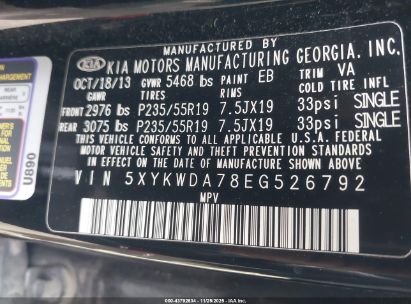 MANUFACTURED BY
KIA KIA MOTORS MANUFACTURING GEORGIA, INC.
OCT/18/13 GVWR 5468 lbs PAINT EB TRIM VA
GAWR TIRES RIMS COLD TIRE INFL
FRONT 2976 lbs P235/55R19 7.5JX19 33psi SINGLE
REAR 3075 lbs P235/55R19 7.5JX19 33psi SINGLE
THIS VEHICLE CONFORMS TO ALL APPLICABLE U.S.A. FEDERAL
MOTOR VEHICLE SAFETY STANDARDS IN EFFECT ON THE
DATE OF MANUFACTURE SHOWN ABOVE.
VIN 5XYKWDA78EG526792
MPV
U890
CHARGEMENT